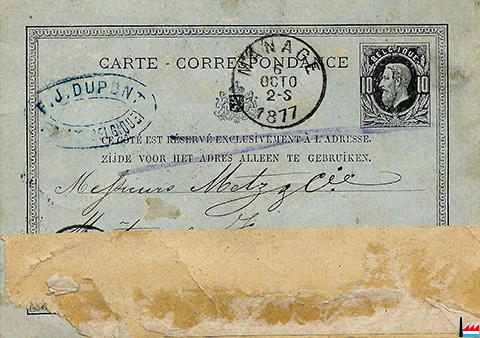 CARTE - CORRESPONDANCE
MANAGE
6
OCTO
2-S
1877
BELGIQUE
10 10
F. J. DUPONT
BELGIQUE
CE CÔTÉ EST RÉSERVÉ EXCLUSIVEMENT À L'ADRESSE.
ZIJDE VOOR HET ADRES ALLEEN TE GEBRUIKEN.
Messieurs Metz & Cie